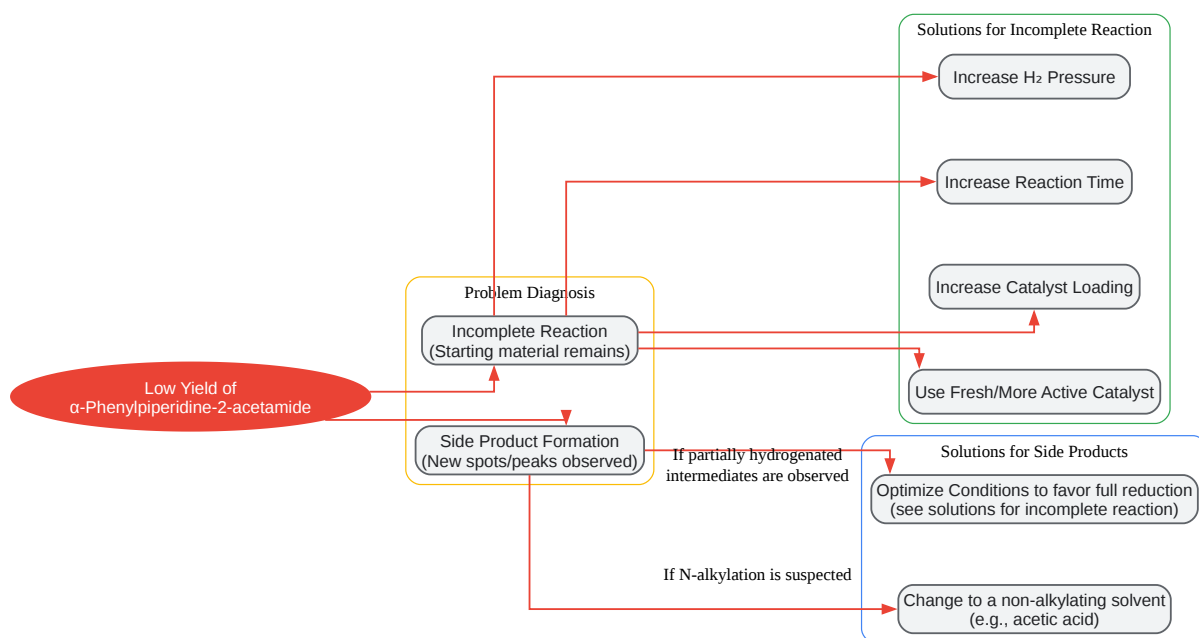 Solutions for Incomplete Reaction
Increase H₂ Pressure
Increase Reaction Time
Increase Catalyst Loading
Use Fresh/More Active Catalyst
Problem Diagnosis
Incomplete Reaction
(Starting material remains)
Low Yield of
α-Phenylpiperidine-2-acetamide
Side Product Formation
(New spots/peaks observed)
If partially hydrogenated
intermediates are observed
Solutions for Side Products
Optimize Conditions to favor full reduction
(see solutions for incomplete reaction)
If N-alkylation is suspected
Change to a non-alkylating solvent
(e.g., acetic acid)